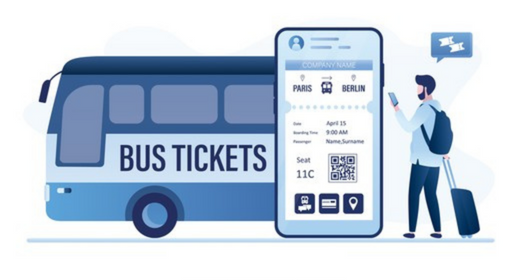 COMPANY NAME
PARIS BERLIN
Date April 15
Boarding Time 9:00 AM
Passenger Name,Surname
Seat
11C
BUS TICKETS